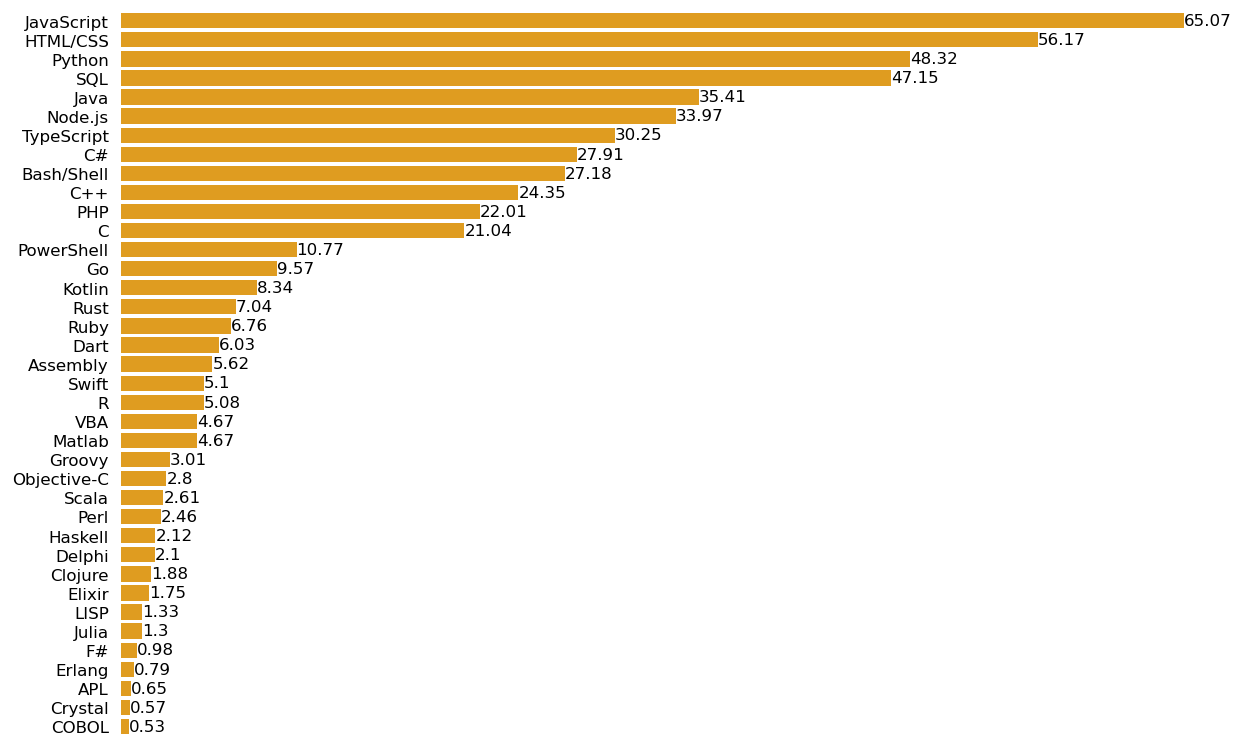 JavaScript 65.07
HTML/CSS 56.17
Python 48.32
SQL 47.15
Java 35.41
Node.js 33.97
TypeScript 30.25
C# 27.91
Bash/Shell 27.18
C++ 24.35
PHP 22.01
C 21.04
PowerShell 10.77
Go 9.57
Kotlin 8.34
Rust 7.04
Ruby 6.76
Dart 6.03
Assembly 5.62
Swift 5.1
R 5.08
VBA 4.67
Matlab 4.67
Groovy 3.01
Objective-C 2.8
Scala 2.61
Perl 2.46
Haskell 2.12
Delphi 2.1
Clojure 1.88
Elixir 1.75
LISP 1.33
Julia 1.3
F# 0.98
Erlang 0.79
APL 0.65
Crystal 0.57
COBOL 0.53